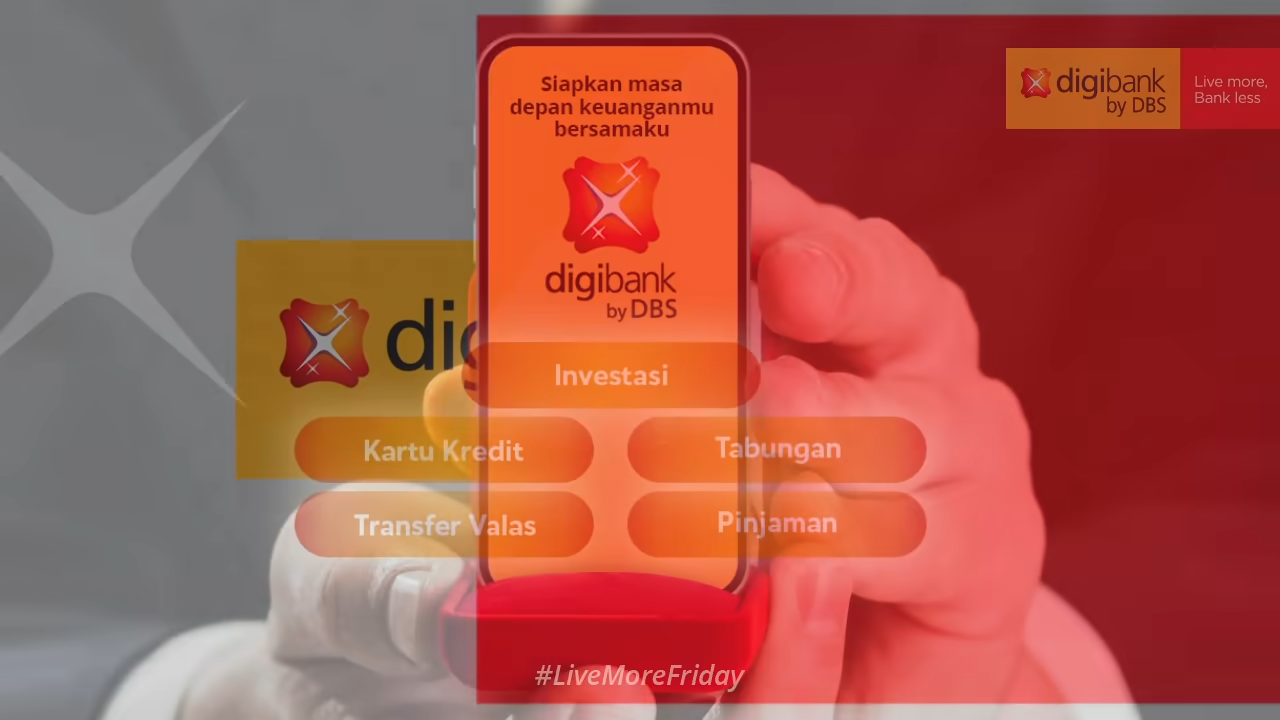 Siapkan masa
depan keuanganmu
bersamaku
digibank
by DBS
digibank
by DBS
Live more,
Bank less
dig
Investasi
Kartu Kredit
Tabungan
Transfer Valas
Pinjaman
#LiveMoreFriday